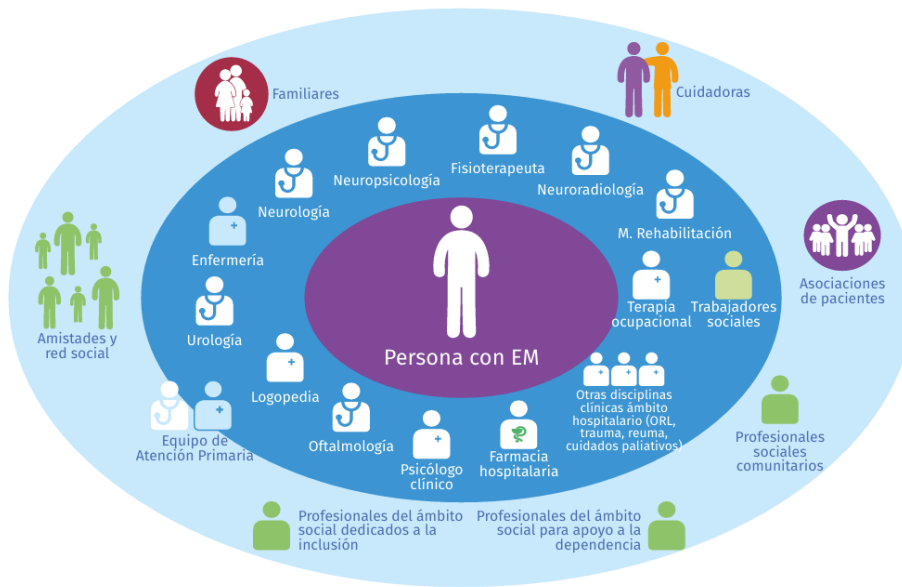 Familiares
Cuidadoras
Neuropsicología
Fisioterapeuta
Neuroradiología
Neurología
M. Rehabilitación
Enfermería
Asociaciones
de pacientes
Terapia
ocupacional
Trabajadores
sociales
Amistades y
red social
Urología
Persona con EM
Logopedia
Otras disciplinas
clínicas ámbito
hospitalario (ORL,
trauma, reuma,
cuidados paliativos)
Equipo de
Atención Primaria
Oftalmología
Psicólogo
clínico
Farmacia
hospitalaria
Profesionales
sociales
comunitarios
Profesionales del ámbito
social dedicados a la
inclusión
Profesionales del ámbito
social para apoyo a la
dependencia